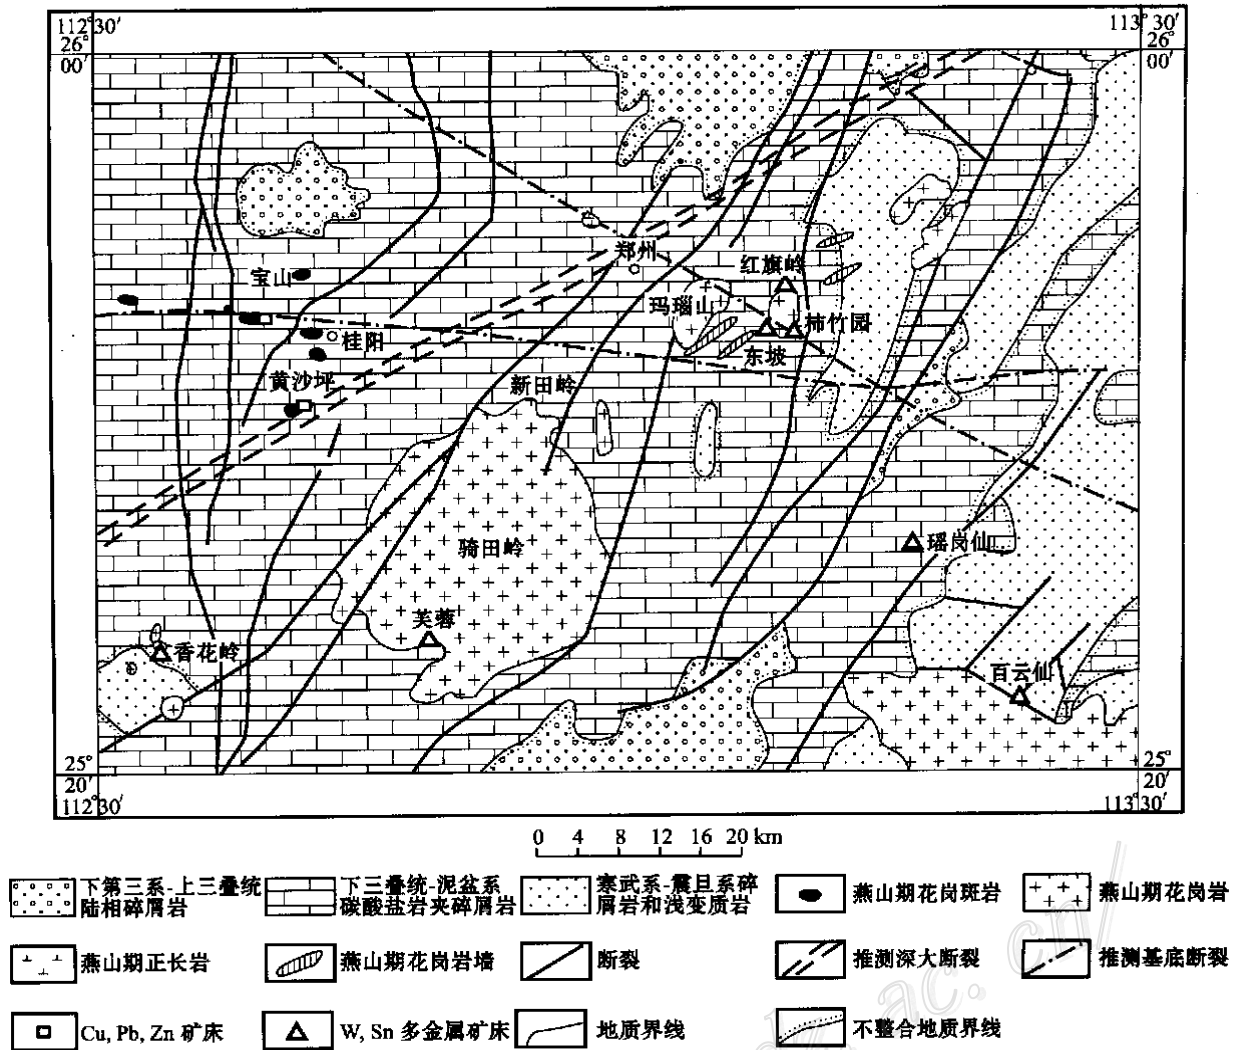 112°30′
113°30′
26°
00′
26°
00′
郑州
宝山
红旗岭
玛瑙山
柿竹园
桂阳
东坡
黄沙坪
新田岭
骑田岭
瑶岗仙
芙蓉
香花岭
百云仙
25°
20′
25°
20′
112°30′
113°30′
0 4 8 12 16 20 km
下第三系-上三叠统
陆相碎屑岩
下三叠统-泥盆系
碳酸盐岩夹碎屑岩
寒武系-震旦系碎
屑岩和浅变质岩
燕山期花岗斑岩
燕山期花岗岩
燕山期正长岩
燕山期花岗岩墙
断裂
推测深大断裂
推测基底断裂
Cu, Pb, Zn 矿床
W, Sn 多金属矿床
地质界线
不整合地质界线